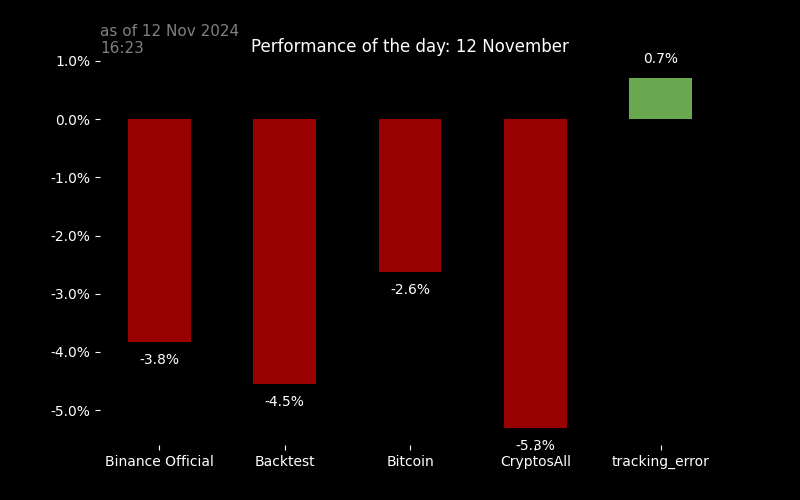 as of 12 Nov 2024
16:23
Performance of the day: 12 November
1.0%
0.0%
-1.0%
-2.0%
-3.0%
-4.0%
-5.0%
0.7%
-3.8%
-4.5%
-2.6%
-5.3%
Binance Official
Backtest
Bitcoin
CryptosAll
tracking_error